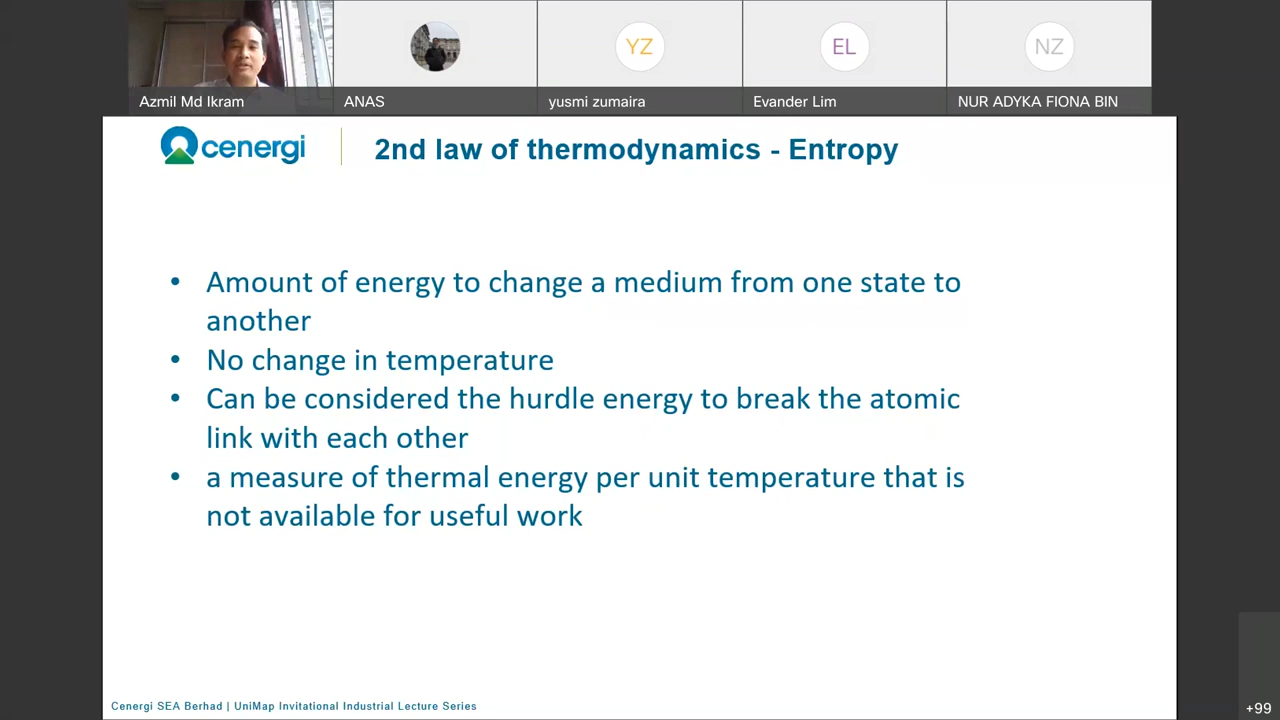 YZ
EL
NZ
Azmil Md Ikram
ANAS
yusmi zumaira
Evander Lim
NUR ADYKA FIONA BIN
cenergi
2nd law of thermodynamics - Entropy
• Amount of energy to change a medium from one state to
another
• No change in temperature
• Can be considered the hurdle energy to break the atomic
link with each other
• a measure of thermal energy per unit temperature that is
not available for useful work
Cenergi SEA Berhad | UniMap Invitational Industrial Lecture Series
+99